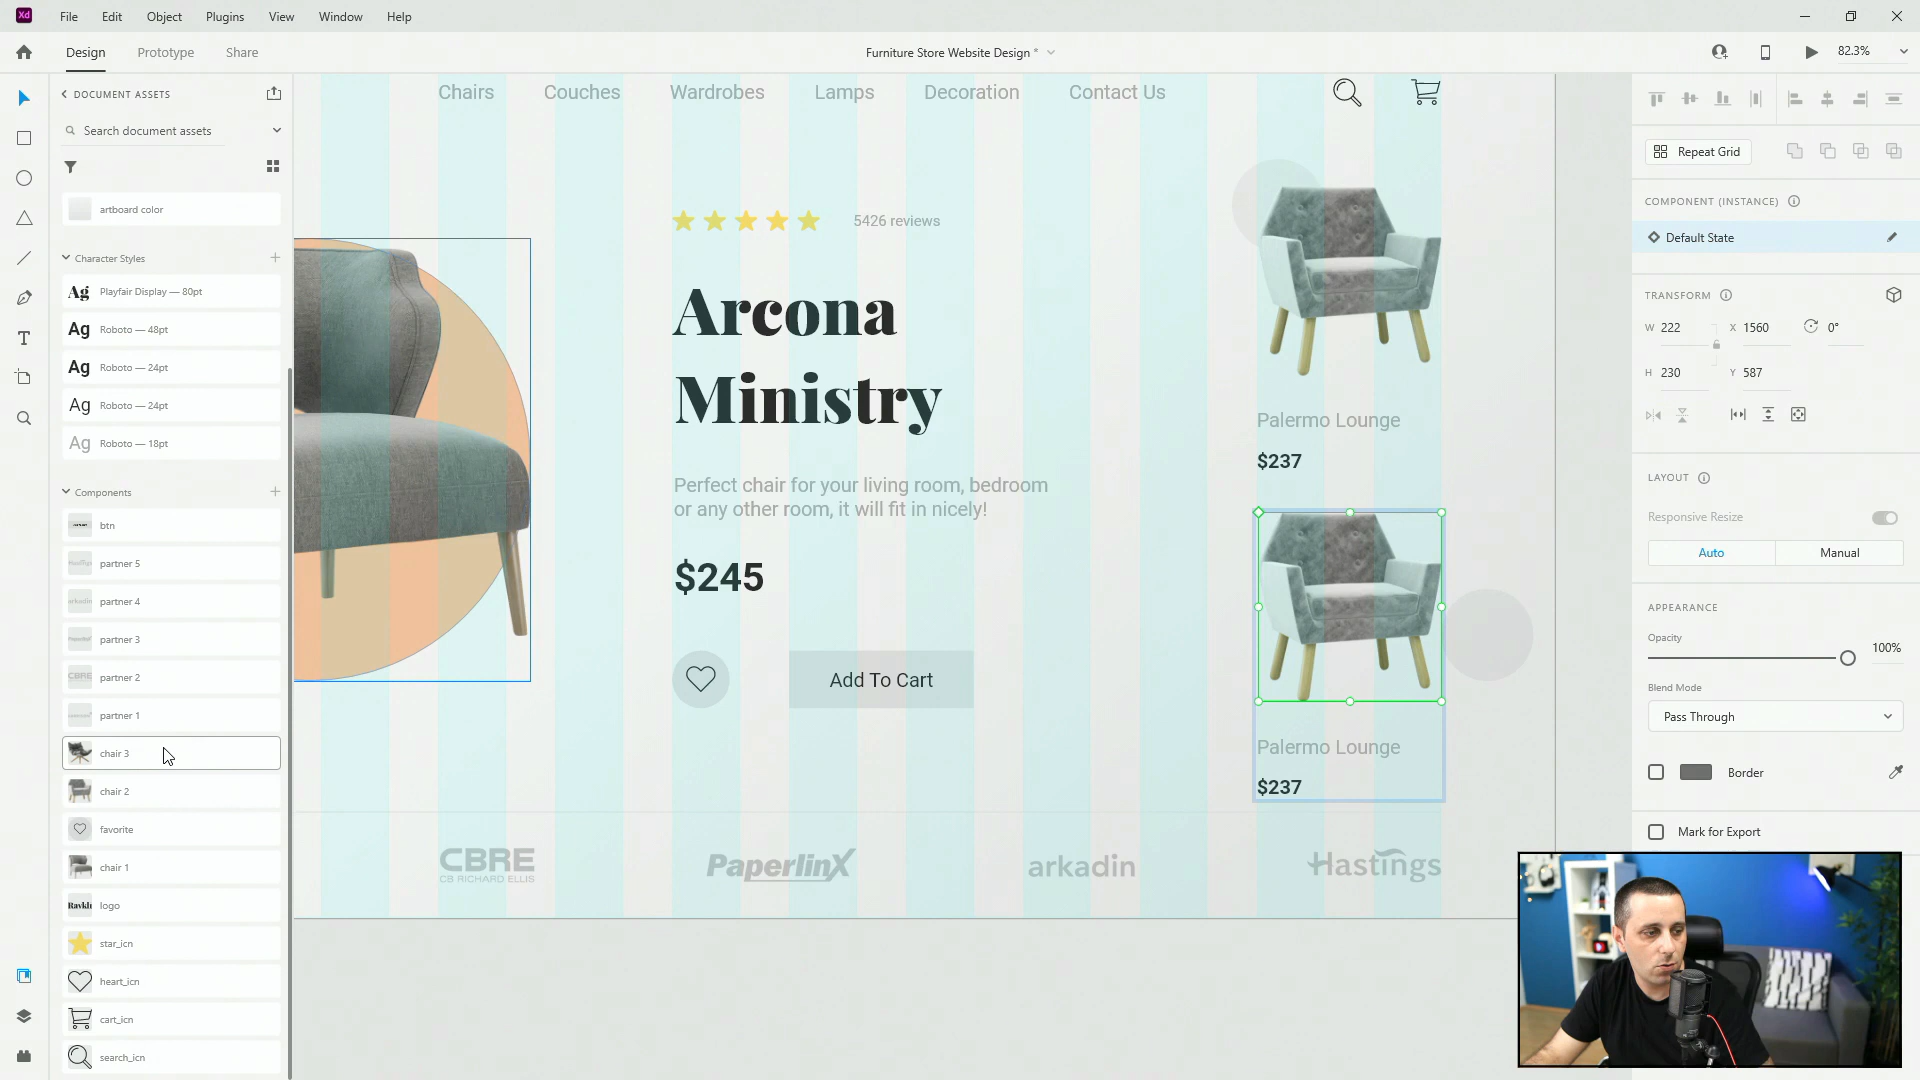 Xd File Edit Object Plugins View Window Help
Design Prototype Share
Furniture Store Website Design *
82.3%
DOCUMENT ASSETS
Search document assets
artboard color
Character Styles
Ag Playfair Display — 80pt
Ag Roboto — 48pt
Ag Roboto — 24pt
Ag Roboto — 24pt
Ag Roboto — 18pt
Components
btn
partner 5
arkadin partner 4
partner 3
CBRE partner 2
partner 1
chair 3
chair 2
favorite
chair 1
logo
star_icn
heart_icn
cart_icn
search_icn
Chairs Couches Wardrobes Lamps Decoration Contact Us
5426 reviews
Arcona
Ministry
Perfect chair for your living room, bedroom
or any other room, it will fit in nicely!
$245
Add To Cart
Palermo Lounge
$237
Palermo Lounge
$237
CBRE
CB RICHARD ELLIS
PaperlinX
arkadin
Hastings
Repeat Grid
COMPONENT (INSTANCE)
Default State
TRANSFORM
W 222 X 1560 0°
H 230 Y 587
LAYOUT
Responsive Resize
Auto Manual
APPEARANCE
Opacity
100%
Blend Mode
Pass Through
Border
Mark for Export